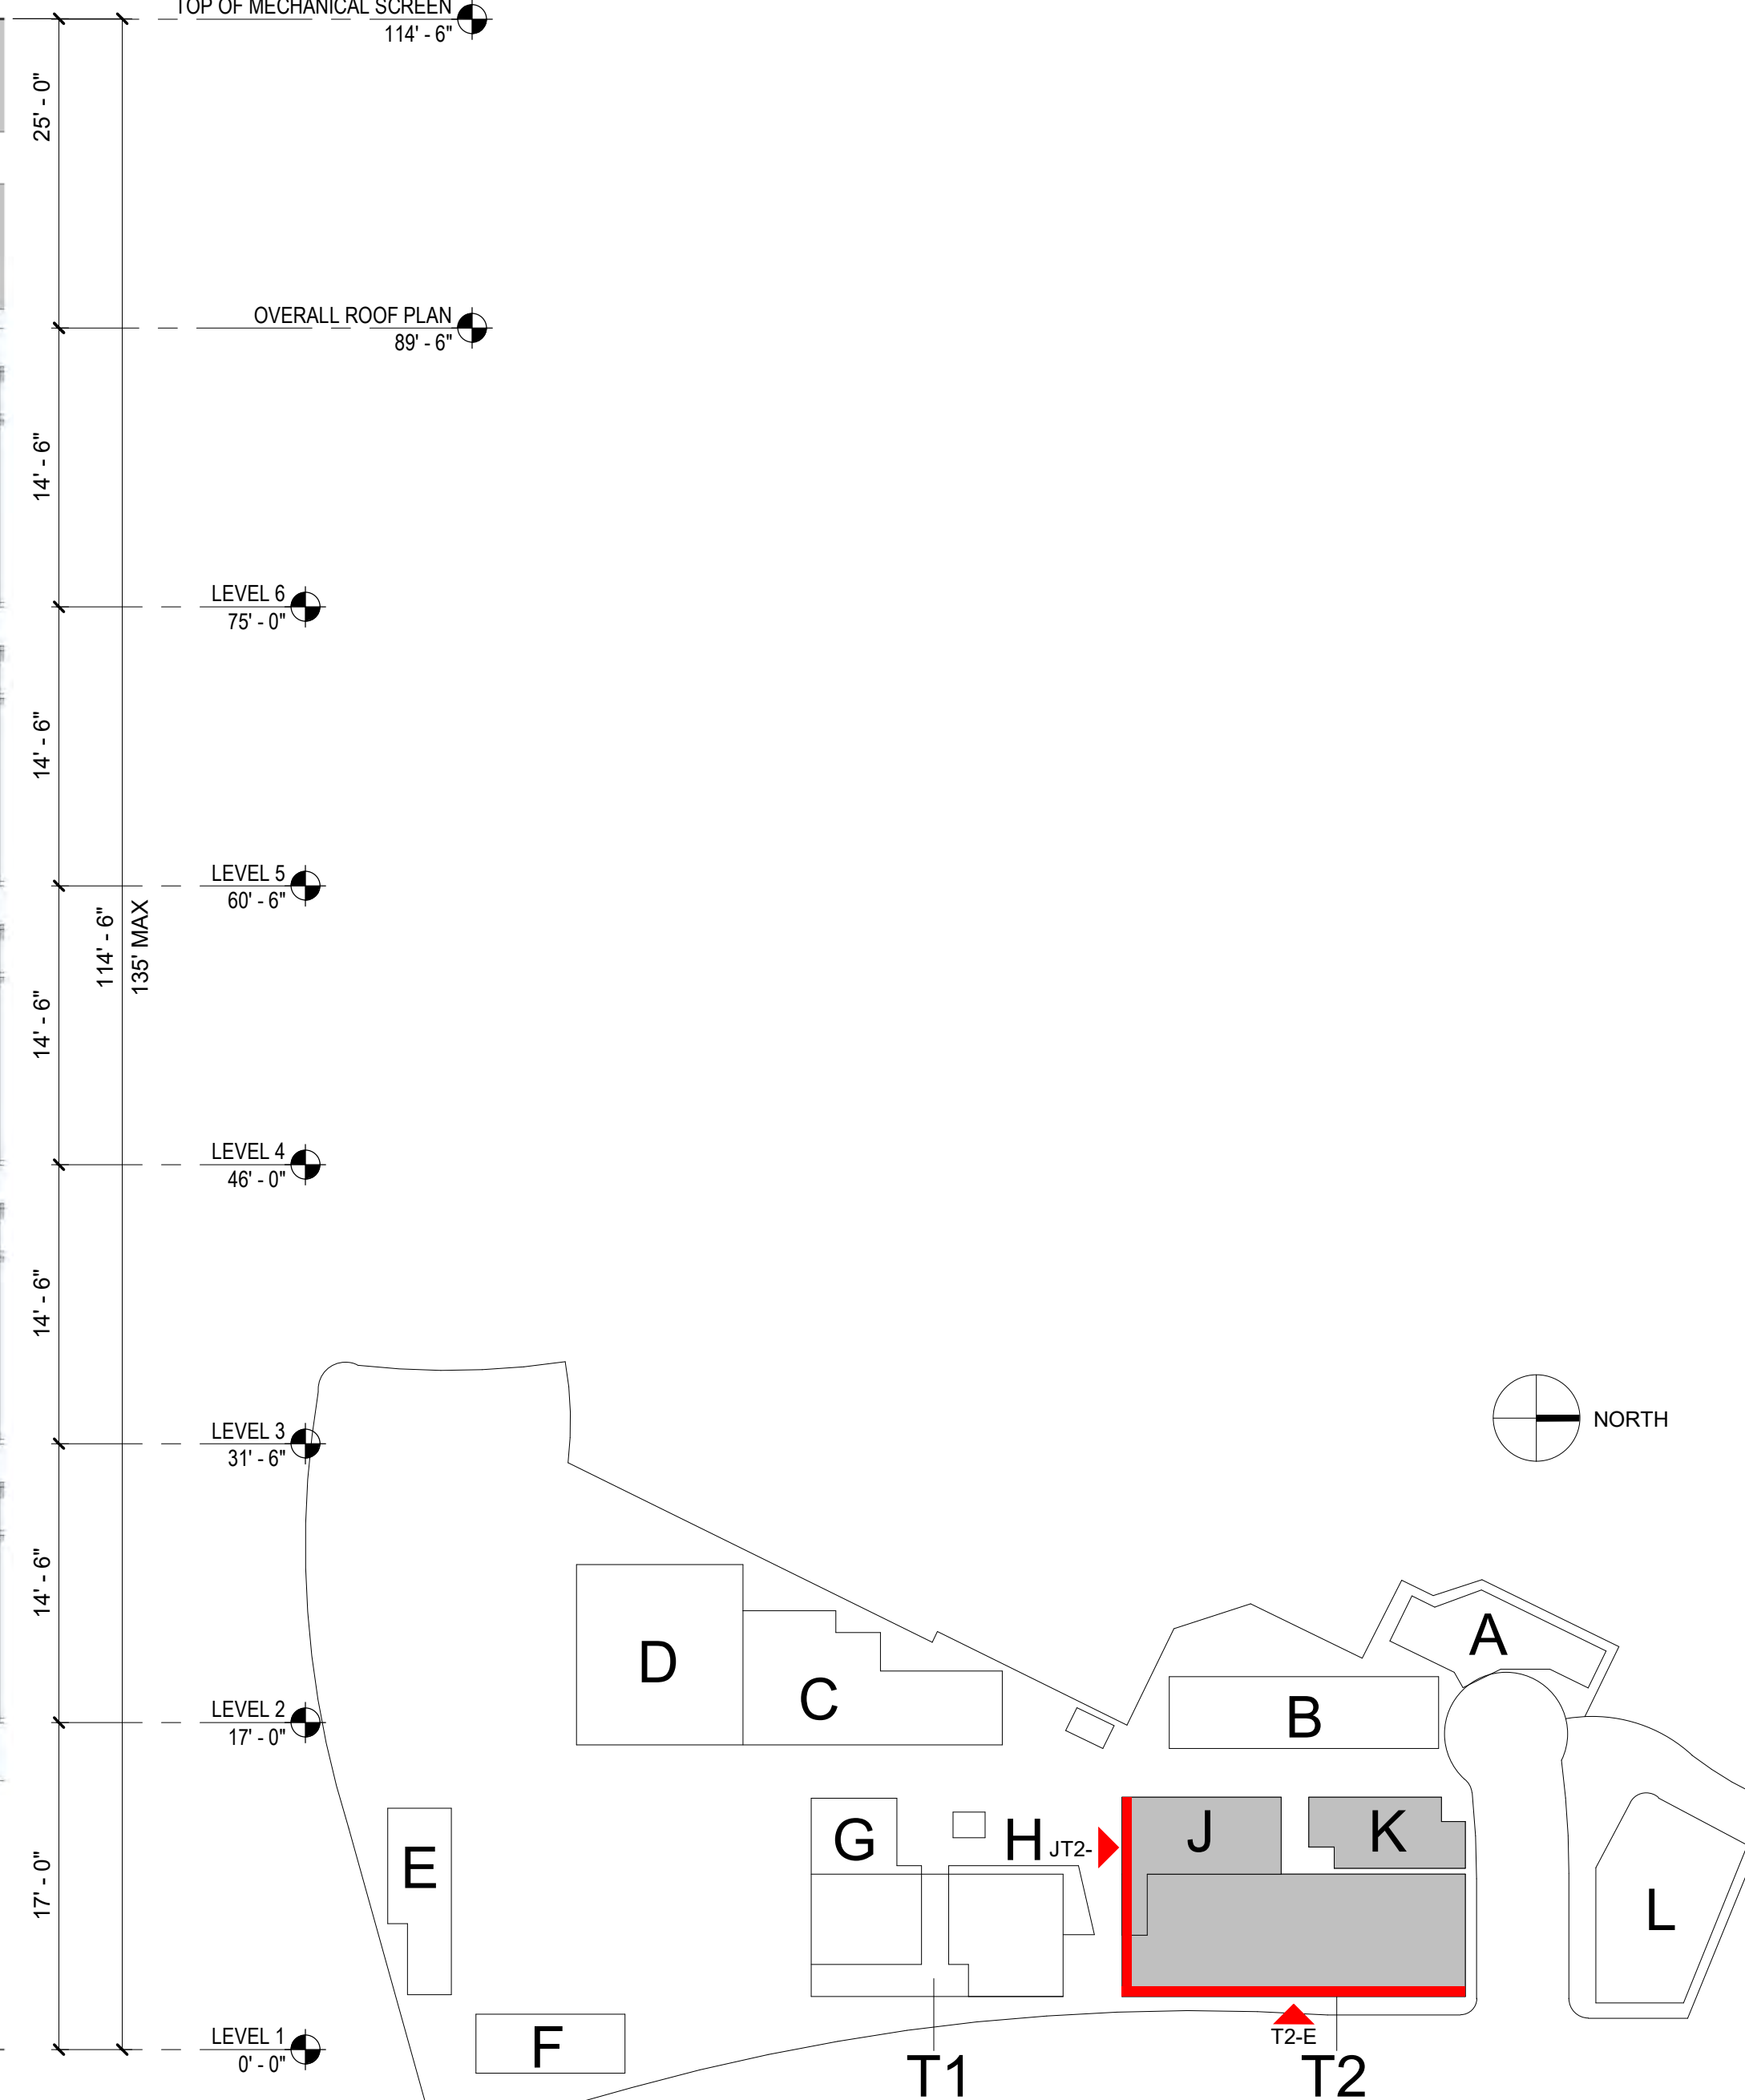 TOP OF MECHANICAL SCREEN
114' - 6"
25' - 0"
OVERALL ROOF PLAN
89' - 6"
14' - 6"
LEVEL 6
75' - 0"
14' - 6"
LEVEL 5
60' - 6"
114' - 6"
135' MAX
14' - 6"
LEVEL 4
46' - 0"
14' - 6"
LEVEL 3
31' - 6"
NORTH
14' - 6"
LEVEL 2
17' - 0"
17' - 0"
LEVEL 1
0' - 0"
A
D
C
B
G
H
JT2-
J
K
E
L
F
T2-E
T1
T2